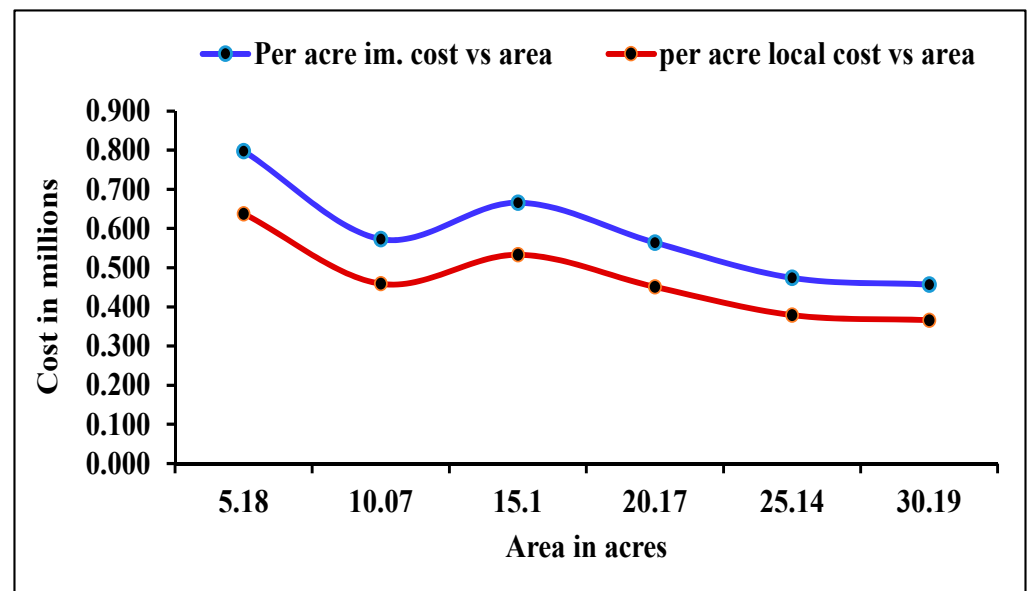 Per acre im. cost vs area per acre local cost vs area
0.900
0.800
0.700
0.600
0.500
0.400
0.300
0.200
0.100
0.000
Cost in millions
5.18 10.07 15.1 20.17 25.14 30.19
Area in acres